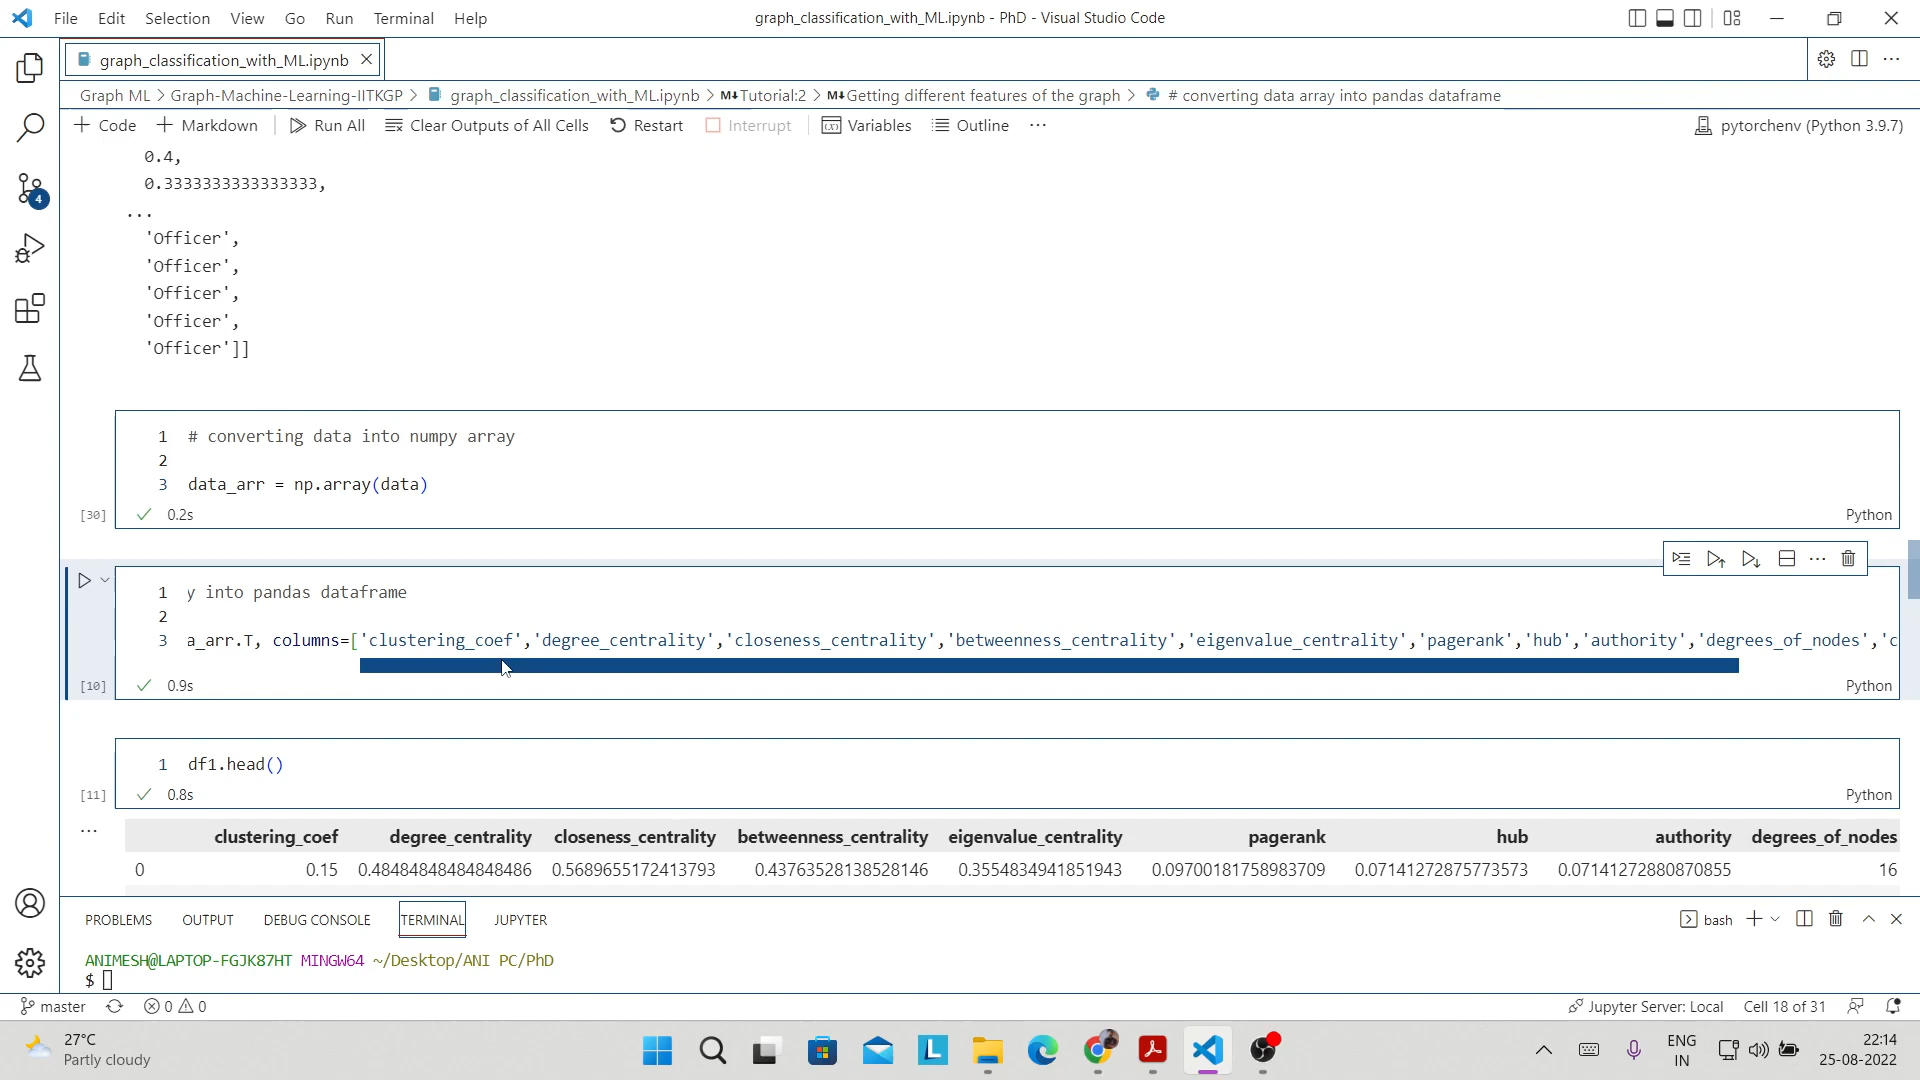 File Edit Selection View Go Run Terminal Help
graph_classification_with_ML.ipynb - PhD - Visual Studio Code
graph_classification_with_ML.ipynb
Graph ML > Graph-Machine-Learning-IITKGP > graph_classification_with_ML.ipynb > M↓Tutorial:2 > M↓Getting different features of the graph > # converting data array into pandas dataframe
+ Code + Markdown Run All Clear Outputs of All Cells Restart Interrupt Variables Outline ... pytorchenv (Python 3.9.7)
4
0.4,
0.3333333333333333,
...
'Officer',
'Officer',
'Officer',
'Officer',
'Officer']]
1 # converting data into numpy array
2
3 data_arr = np.array(data)
[30] 0.2s Python
1 y into pandas dataframe
2
3 a_arr.T, columns=['clustering_coef','degree_centrality','closeness_centrality','betweenness_centrality','eigenvalue_centrality','pagerank','hub','authority','degrees_of_nodes','c
[10] 0.9s Python
1 df1.head()
[11] 0.8s Python
... clustering_coef degree_centrality closeness_centrality betweenness_centrality eigenvalue_centrality pagerank hub authority degrees_of_nodes
0 0.15 0.48484848484848486 0.5689655172413793 0.43763528138528146 0.3554834941851943 0.09700181758983709 0.07141272875773573 0.07141272880870855 16
PROBLEMS OUTPUT DEBUG CONSOLE TERMINAL JUPYTER
bash
ANIMESH@LAPTOP-FGJK87HT MINGW64 ~/Desktop/ANI PC/PhD
$
master 0 0
Jupyter Server: Local Cell 18 of 31
27°C
Partly cloudy
ENG
IN
22:14
25-08-2022